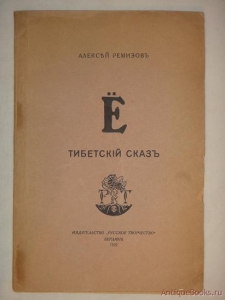 АЛЕКСѢЙ РЕМИЗОВЪ
Ё
ТИБЕТСКІЙ СКАЗЪ
Р Т
ИЗДАТЕЛЬСТВО „РУССКОЕ ТВОРЧЕСТВО“
AntiqueBooks.ru